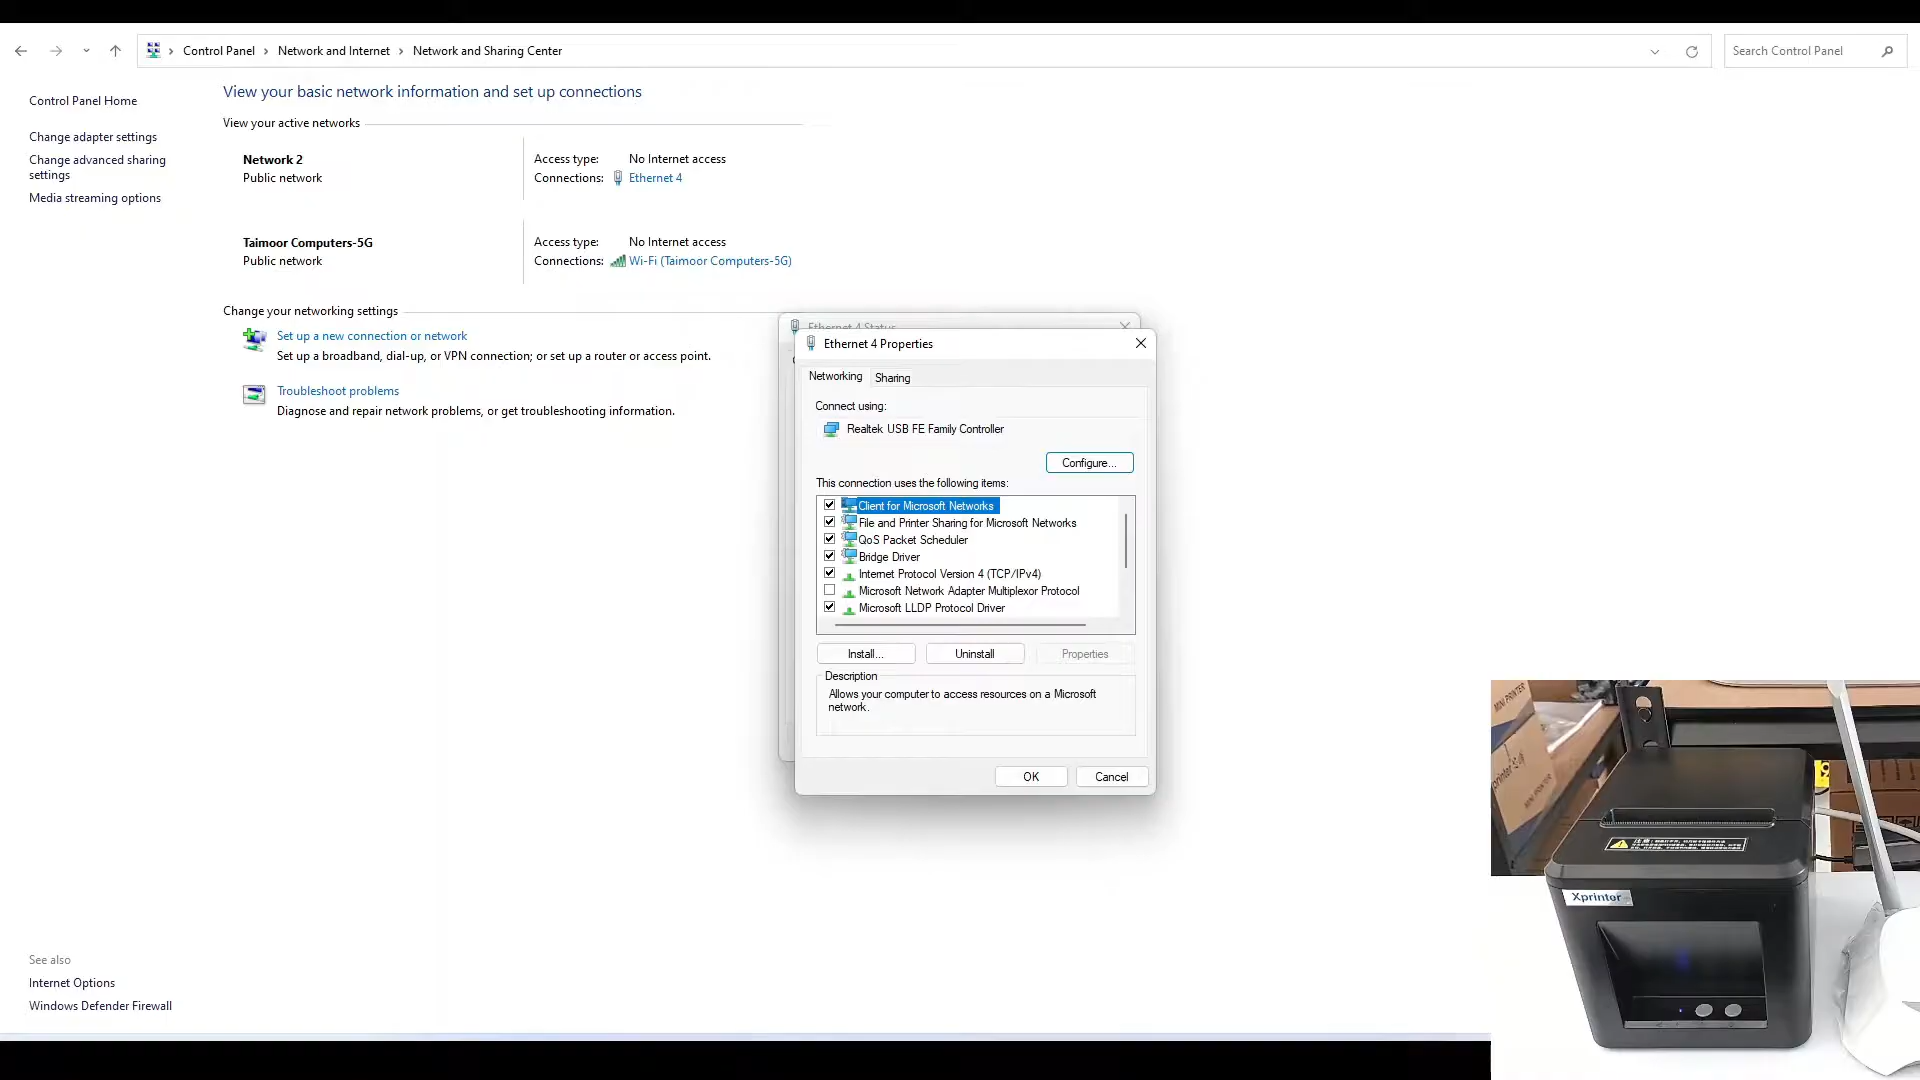 Control Panel > Network and Internet > Network and Sharing Center
Search Control Panel
Control Panel Home
Change adapter settings
Change advanced sharing
settings
Media streaming options
View your basic network information and set up connections
View your active networks
Network 2
Public network
Access type: No Internet access
Connections: Ethernet 4
Taimoor Computers-5G
Public network
Access type: No Internet access
Connections: Wi-Fi (Taimoor Computers-5G)
Change your networking settings
Set up a new connection or network
Set up a broadband, dial-up, or VPN connection; or set up a router or access point.
Troubleshoot problems
Diagnose and repair network problems, or get troubleshooting information.
Ethernet 4 Status
Ethernet 4 Properties
Networking
Sharing
Connect using:
Realtek USB FE Family Controller
Configure...
This connection uses the following items:
Client for Microsoft Networks
File and Printer Sharing for Microsoft Networks
QoS Packet Scheduler
Bridge Driver
Internet Protocol Version 4 (TCP/IPv4)
Microsoft Network Adapter Multiplexor Protocol
Microsoft LLDP Protocol Driver
Install...
Uninstall
Properties
Description
Allows your computer to access resources on a Microsoft
network.
OK
Cancel
See also
Internet Options
Windows Defender Firewall
MINI PRINTER
Xprinter